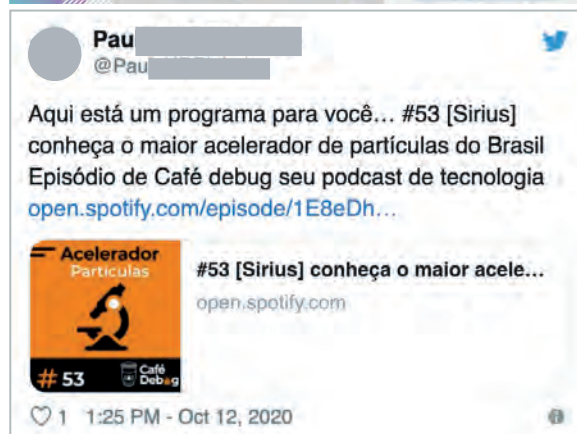 Pau
@Pau
Aqui está um programa para você... #53 [Sirius]
conheça o maior acelerador de partículas do Brasil
Episódio de Café debug seu podcast de tecnologia
open.spotify.com/episode/1E8eDh...
Acelerador
Partículas
# 53
Café
Debug
#53 [Sirius] conheça o maior acele...
open.spotify.com
1 1:25 PM - Oct 12, 2020